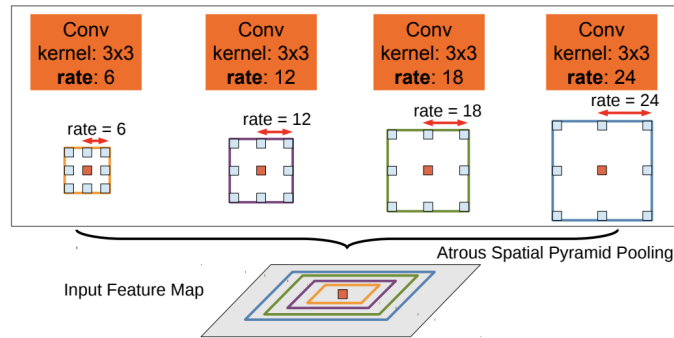 Conv
kernel: 3x3
rate: 6
Conv
kernel: 3x3
rate: 12
Conv
kernel: 3x3
rate: 18
Conv
kernel: 3x3
rate: 24
rate = 6
rate = 12
rate = 18
rate = 24
Atrous Spatial Pyramid Pooling
Input Feature Map